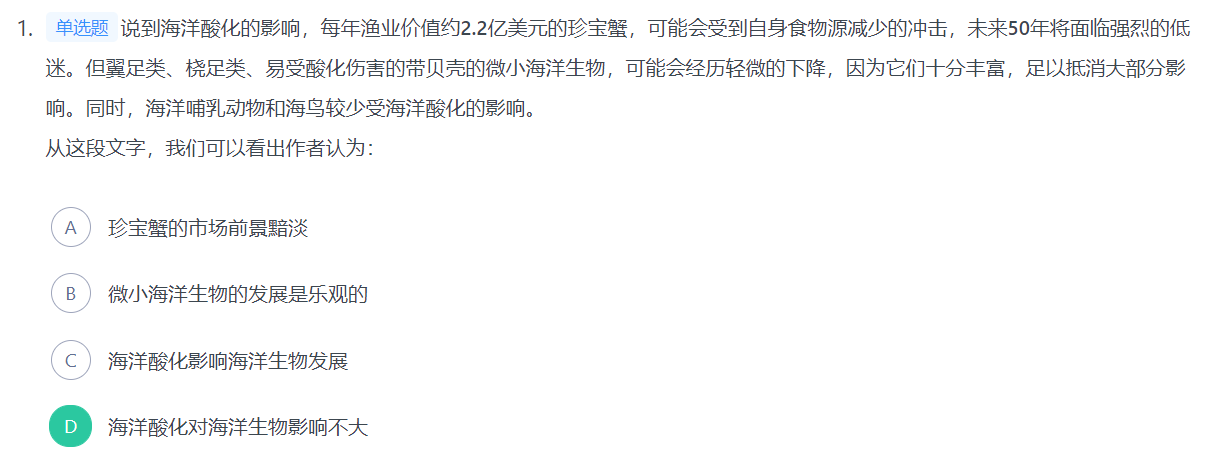 1. 单选题 说到海洋酸化的影响，每年渔业价值约2.2亿美元的珍宝蟹，可能会受到自身食物源减少的冲击，未来50年将面临强烈的低
迷。但翼足类、桡足类、易受酸化伤害的带贝壳的微小海洋生物，可能会经历轻微的下降，因为它们十分丰富，足以抵消大部分影
响。同时，海洋哺乳动物和海鸟较少受海洋酸化的影响。
从这段文字，我们可以看出作者认为：
A 珍宝蟹的市场前景黯淡
B 微小海洋生物的发展是乐观的
C 海洋酸化影响海洋生物发展
D 海洋酸化对海洋生物影响不大